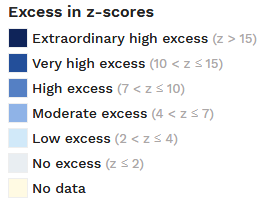 Excess in z-scores
Extraordinary high excess (z > 15)
Very high excess (10 < z ≤ 15)
High excess (7 < z ≤ 10)
Moderate excess (4 < z ≤ 7)
Low excess (2 < z ≤ 4)
No excess (z ≤ 2)
No data